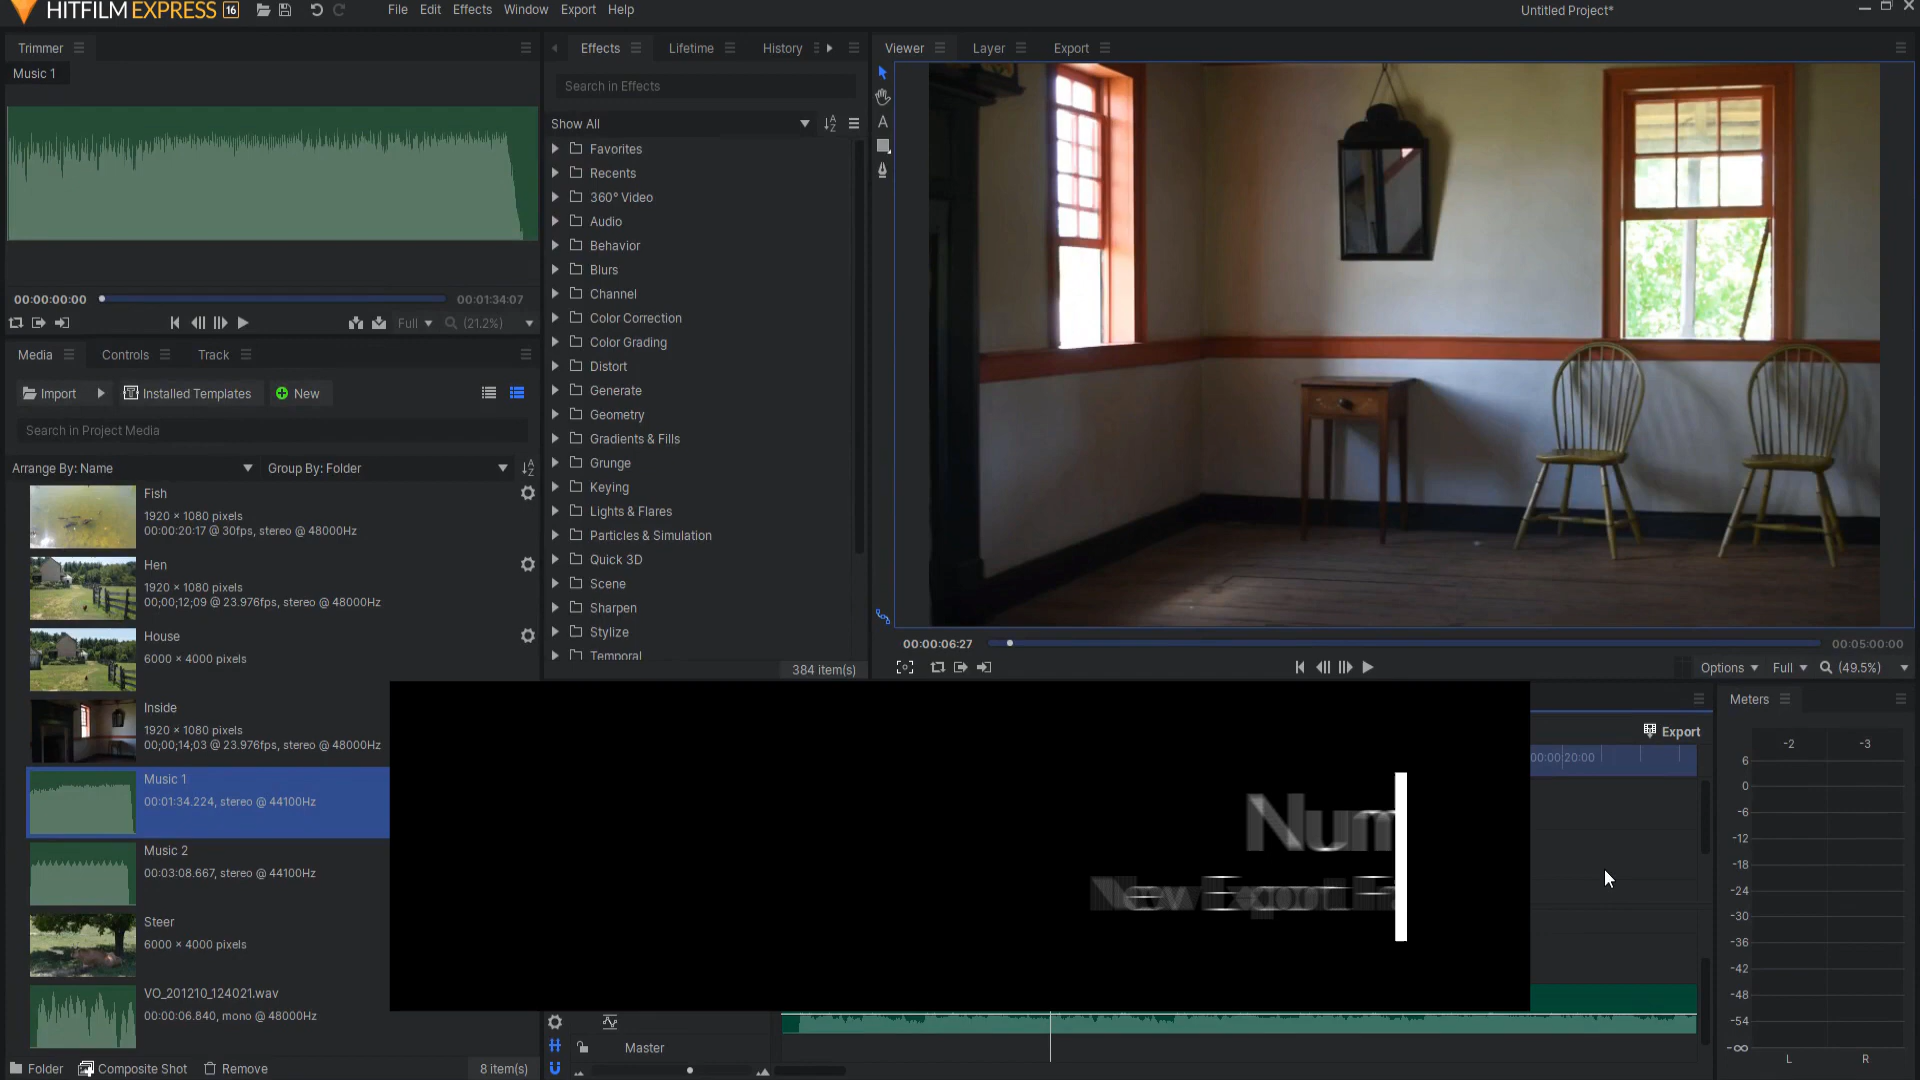 HITFILM EXPRESS 16
File Edit Effects Window Export Help
Untitled Project*
Trimmer
Music 1
00:00:00:00
00:01:34:07
Full
(21.2%)
Media
Controls
Track
Import
Installed Templates
New
Search in Project Media
Arrange By: Name
Group By: Folder
Fish
1920 × 1080 pixels
00:00:20:17 @ 30fps, stereo @ 48000Hz
Hen
1920 × 1080 pixels
00;00;12;09 @ 23.976fps, stereo @ 48000Hz
House
6000 × 4000 pixels
Inside
1920 × 1080 pixels
00;00;14;03 @ 23.976fps, stereo @ 48000Hz
Music 1
00:01:34.224, stereo @ 44100Hz
Music 2
00:03:08.667, stereo @ 44100Hz
Steer
6000 × 4000 pixels
VO_201210_124021.wav
00:00:06.840, mono @ 48000Hz
Folder
Composite Shot
Remove
8 item(s)
Effects
Lifetime
History
Search in Effects
Show All
Favorites
Recents
360° Video
Audio
Behavior
Blurs
Channel
Color Correction
Color Grading
Distort
Generate
Geometry
Gradients & Fills
Grunge
Keying
Lights & Flares
Particles & Simulation
Quick 3D
Scene
Sharpen
Stylize
Temporal
384 item(s)
Viewer
Layer
Export
00:00:06:27
00:05:00:00
Options
Full
(49.5%)
Num
New Export
Export
00:00:20:00
Master
Meters
-2
-3
6
0
-6
-12
-18
-24
-30
-36
-42
-48
-54
-∞
L
R